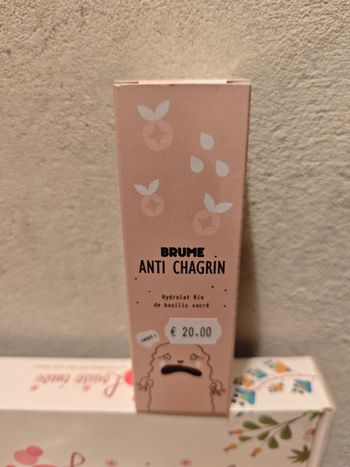 BRUME
ANTI CHAGRIN
Hydrolat Bio
de basilic sacré
€ 20.00